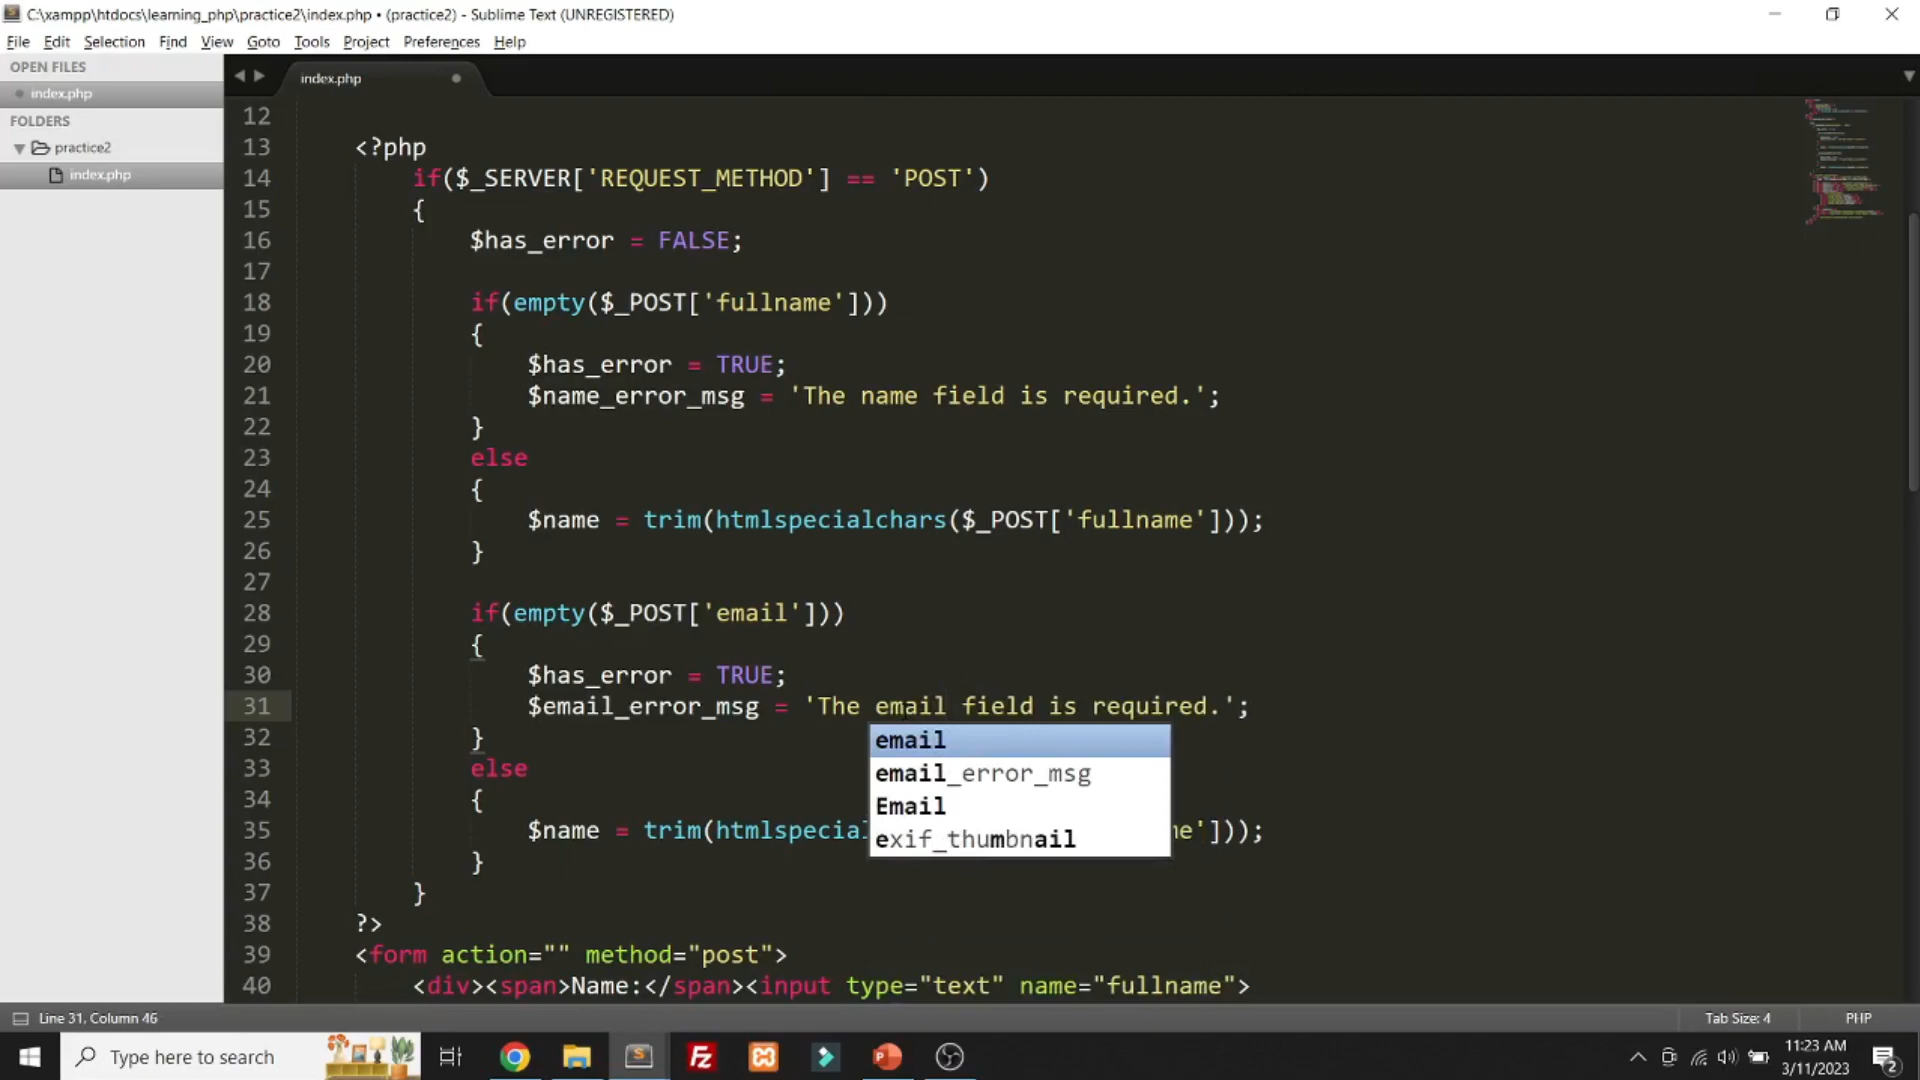 C:\xampp\htdocs\learning_php\practice2\index.php • (practice2) - Sublime Text (UNREGISTERED)
File Edit Selection Find View Goto Tools Project Preferences Help
OPEN FILES
index.php
FOLDERS
practice2
index.php
index.php
12
13 <?php
14 if($_SERVER['REQUEST_METHOD'] == 'POST')
15 {
16 $has_error = FALSE;
17
18 if(empty($_POST['fullname']))
19 {
20 $has_error = TRUE;
21 $name_error_msg = 'The name field is required.';
22 }
23 else
24 {
25 $name = trim(htmlspecialchars($_POST['fullname']));
26 }
27
28 if(empty($_POST['email']))
29 {
30 $has_error = TRUE;
31 $email_error_msg = 'The email field is required.';
32 }
email
email_error_msg
Email
exif_thumbnail
33 else
34 {
35 $name = trim(htmlspecial e']));
36 }
37 }
38 ?>
39 <form action="" method="post">
40 <div><span>Name:</span><input type="text" name="fullname">
Line 31, Column 46
Tab Size: 4
PHP
Type here to search
11:23 AM
3/11/2023
2